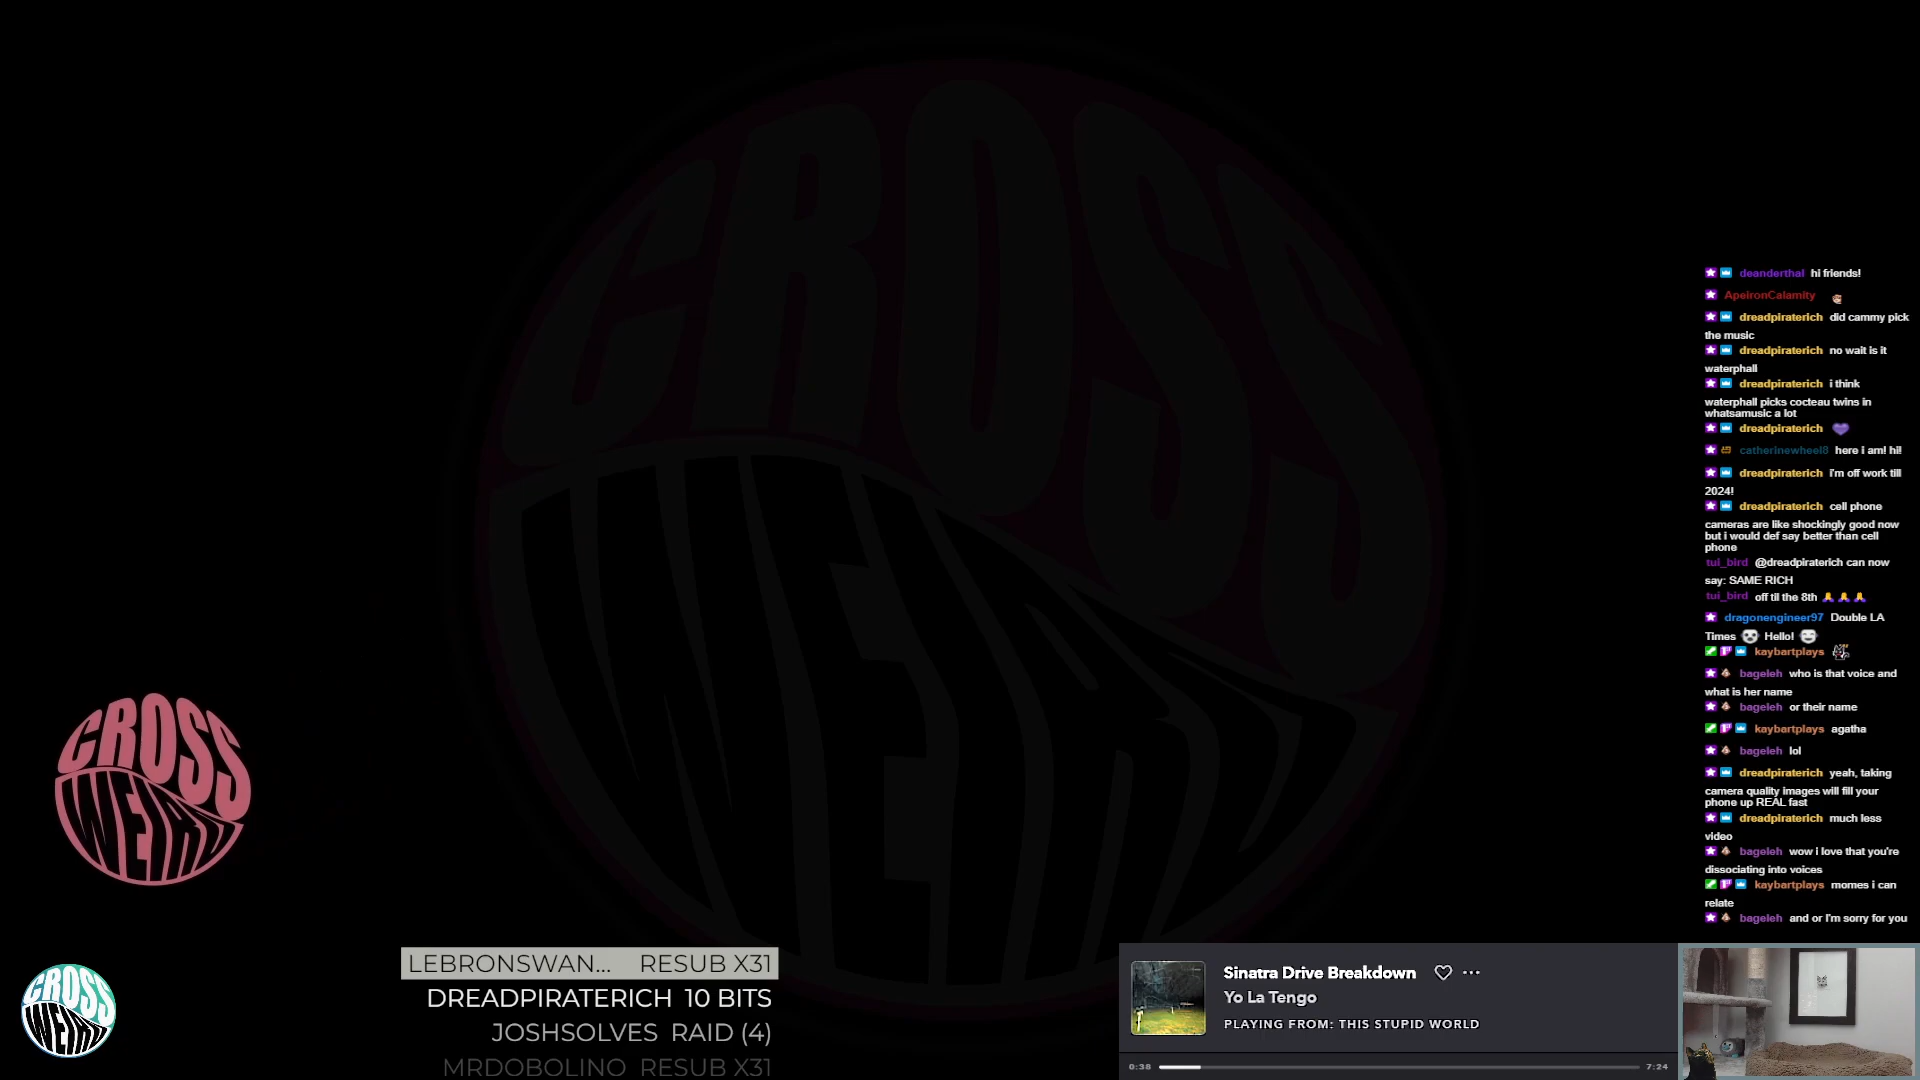 CROSS
WEIRD
deanderthal hi friends!
ApeironCalamity
dreadpiraterich did cammy pick
the music
dreadpiraterich no wait is it
waterphall
dreadpiraterich i think
waterphall picks cocteau twins in
whatsamusic a lot
dreadpiraterich
catherinewheel8 here i am! hi!
dreadpiraterich i'm off work till
2024!
dreadpiraterich cell phone
cameras are like shockingly good now
but i would def say better than cell
phone
tui_bird @dreadpiraterich can now
say: SAME RICH
tui_bird off til the 8th
dragonengineer97 Double LA
Times Hello!
kaybartplays
bageleh who is that voice and
what is her name
bageleh or their name
kaybartplays agatha
bageleh lol
dreadpiraterich yeah, taking
camera quality images will fill your
phone up REAL fast
dreadpiraterich much less
video
bageleh wow i love that you're
dissociating into voices
kaybartplays momes i can
relate
bageleh and or I'm sorry for you
CROSS
WEIRD
CROSS
WEIRD
LEBRONSWAN... RESUB X31
DREADPIRATERICH 10 BITS
JOSHSOLVES RAID (4)
MRDOBOLINO RESUB X31
Sinatra Drive Breakdown
Yo La Tengo
PLAYING FROM: THIS STUPID WORLD
0:38 7:24